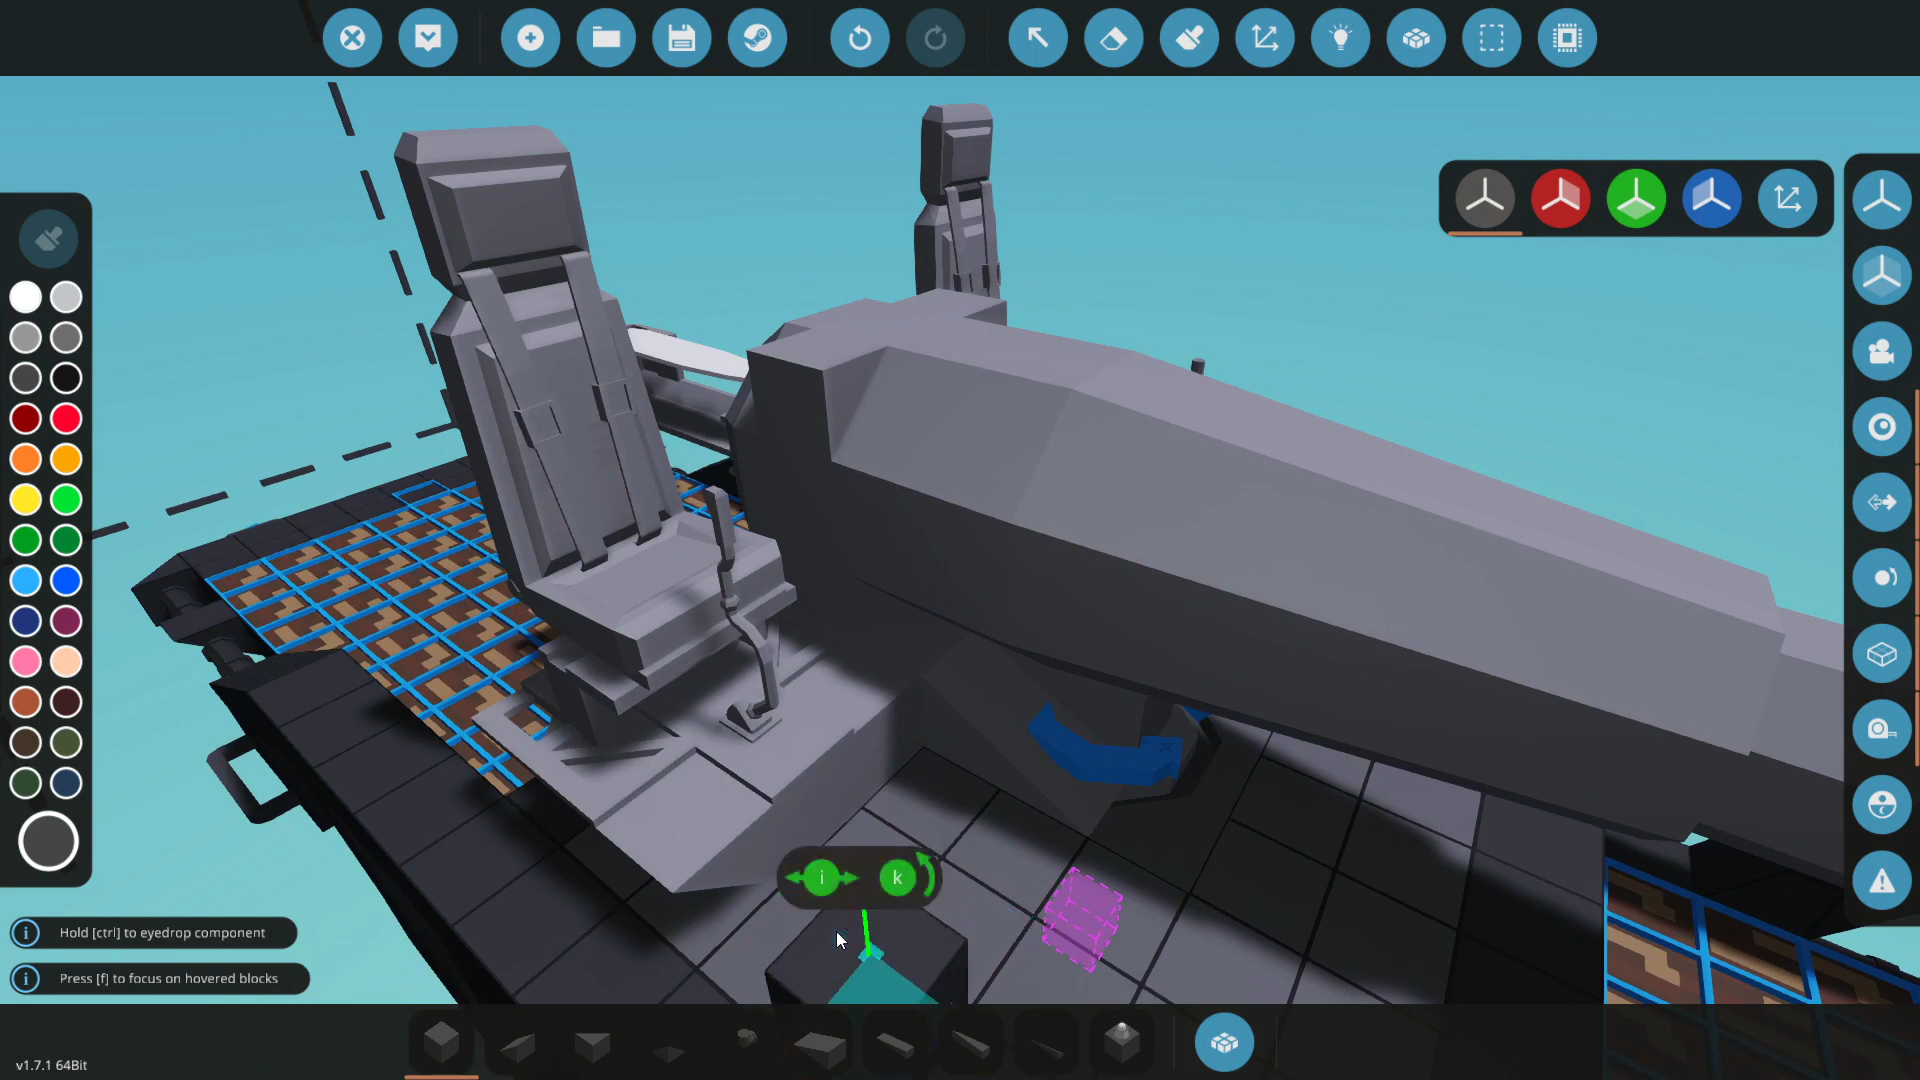 i
k
Hold [ctrl] to eyedrop component
Press [f] to focus on hovered blocks
v1.7.1 64Bit